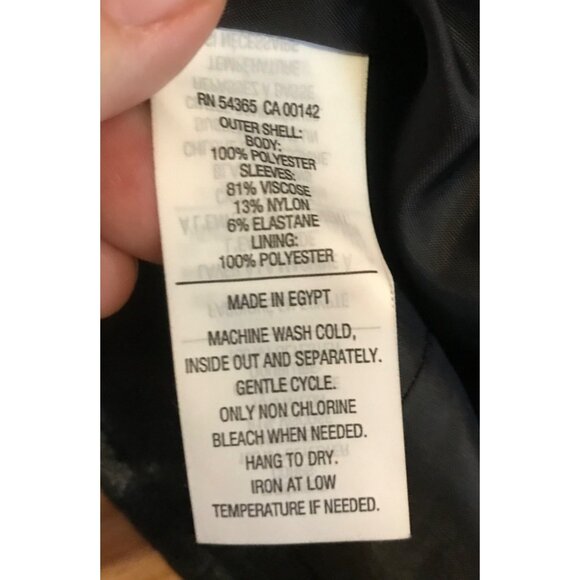 RN 54365 CA 00142
OUTER SHELL:
BODY:
100% POLYESTER
SLEEVES:
81% VISCOSE
13% NYLON
6% ELASTANE
LINING:
100% POLYESTER
MADE IN EGYPT
MACHINE WASH COLD,
INSIDE OUT AND SEPARATELY.
GENTLE CYCLE.
ONLY NON CHLORINE
BLEACH WHEN NEEDED.
HANG TO DRY.
IRON AT LOW
TEMPERATURE IF NEEDED.